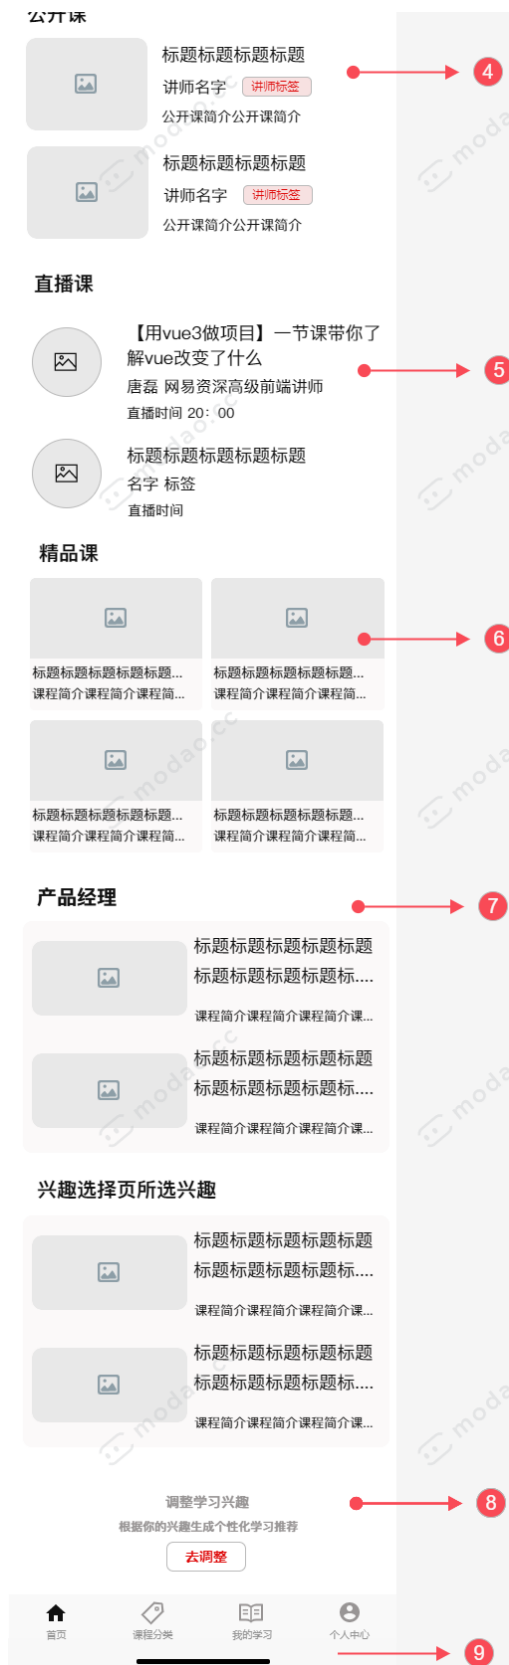 公开课
标题标题标题标题
讲师名字 讲师标签
公开课简介公开课简介
4
标题标题标题标题
讲师名字 讲师标签
公开课简介公开课简介
直播课
【用vue3做项目】一节课带你了
解vue改变了什么
唐磊 网易资深高级前端讲师
直播时间 20：00
5
标题标题标题标题标题
名字 标签
直播时间
精品课
6
标题标题标题标题标题... 标题标题标题标题标题...
课程简介课程简介课程简... 课程简介课程简介课程简...
标题标题标题标题标题... 标题标题标题标题标题...
课程简介课程简介课程简... 课程简介课程简介课程简...
产品经理
7
标题标题标题标题标题
标题标题标题标题标....
课程简介课程简介课程简介课...
标题标题标题标题标题
标题标题标题标题标....
课程简介课程简介课程简介课...
兴趣选择页所选兴趣
标题标题标题标题标题
标题标题标题标题标....
课程简介课程简介课程简介课...
标题标题标题标题标题
标题标题标题标题标....
课程简介课程简介课程简介课...
调整学习兴趣
8
根据你的兴趣生成个性化学习推荐
去调整
首页 课程分类 我的学习 个人中心
9
modao.cc